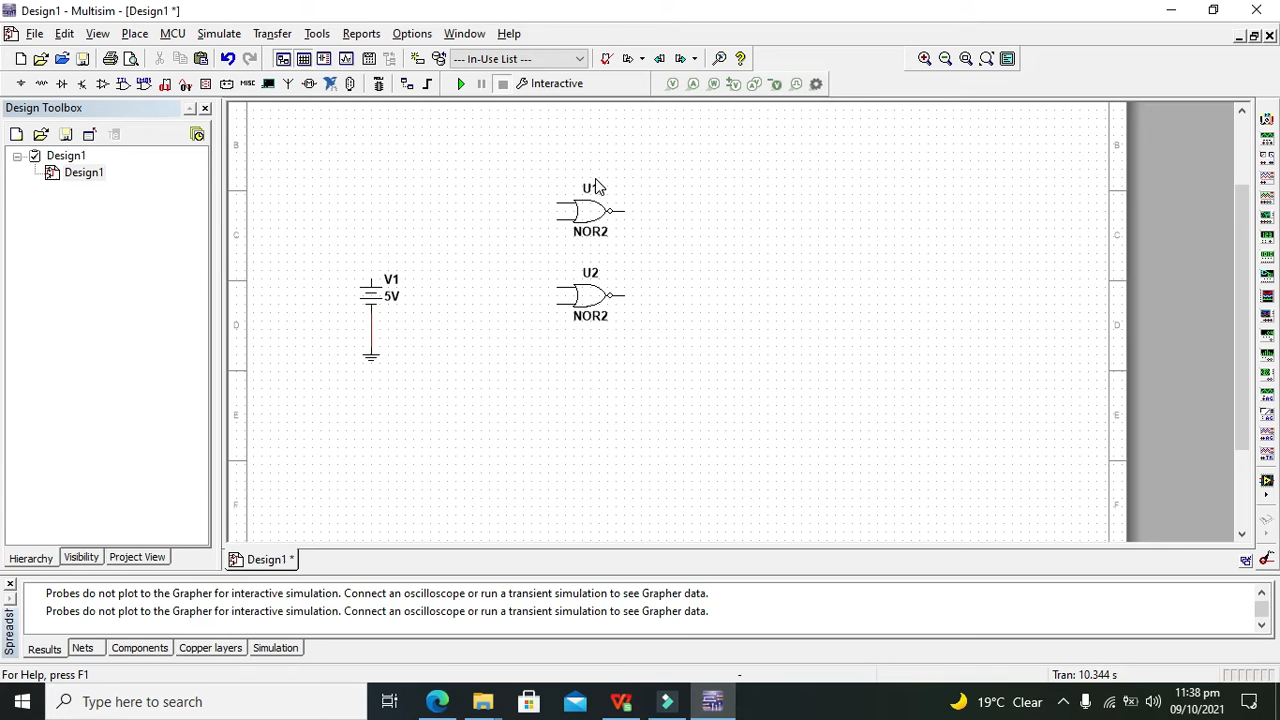 Design1 - Multisim - [Design1 *]
File Edit View Place MCU Simulate Transfer Tools Reports Options Window Help
--- In-Use List ---
MISC
Interactive
V A W V V A
Design Toolbox
Design1
Design1
B B
U1
C NOR2 C
U2
V1
5V
NOR2
D D
E E
F F
Hierarchy Visibility Project View
Design1 *
Probes do not plot to the Grapher for interactive simulation. Connect an oscilloscope or run a transient simulation to see Grapher data.
Probes do not plot to the Grapher for interactive simulation. Connect an oscilloscope or run a transient simulation to see Grapher data.
Spreadst
Results Nets Components Copper layers Simulation
For Help, press F1
- Tran: 10.344 s
Type here to search
19°C Clear
11:38 pm
09/10/2021